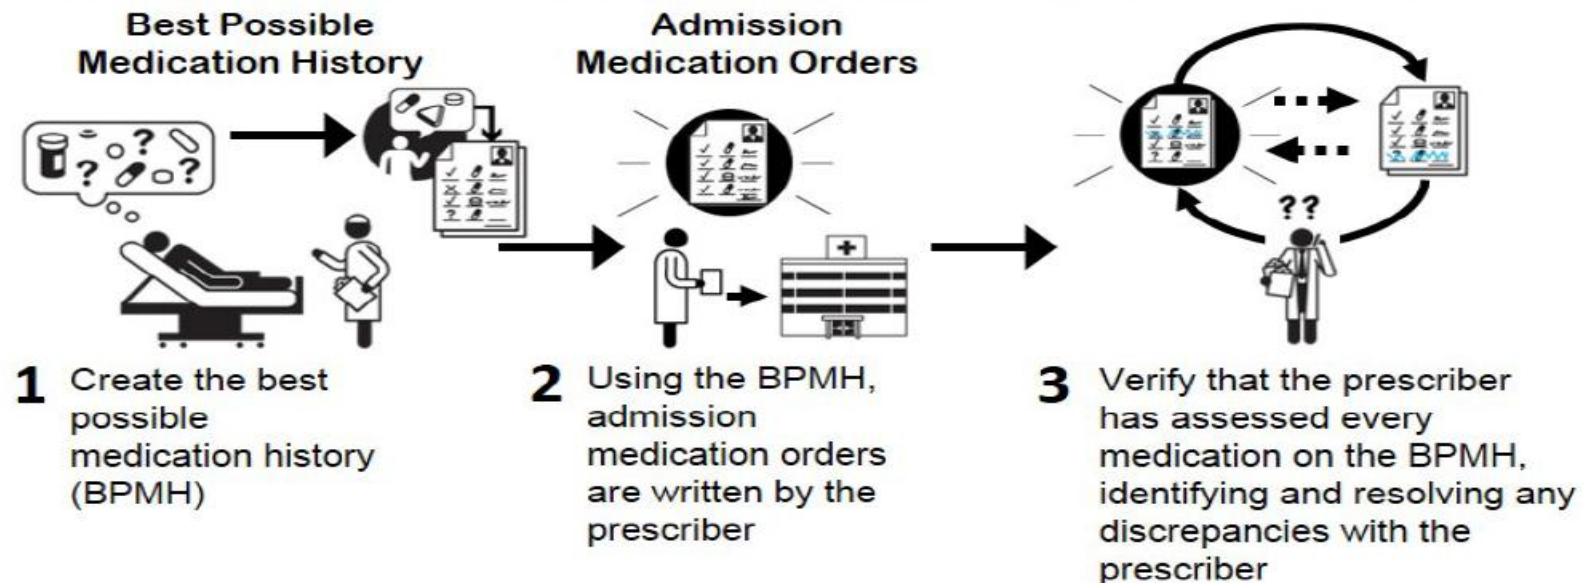 Best Possible
Medication History
Admission
Medication Orders
? ? ?
?
??
1 Create the best
possible
medication history
(BPMH)
2 Using the BPMH,
admission
medication orders
are written by the
prescriber
3 Verify that the prescriber
has assessed every
medication on the BPMH,
identifying and resolving any
discrepancies with the
prescriber